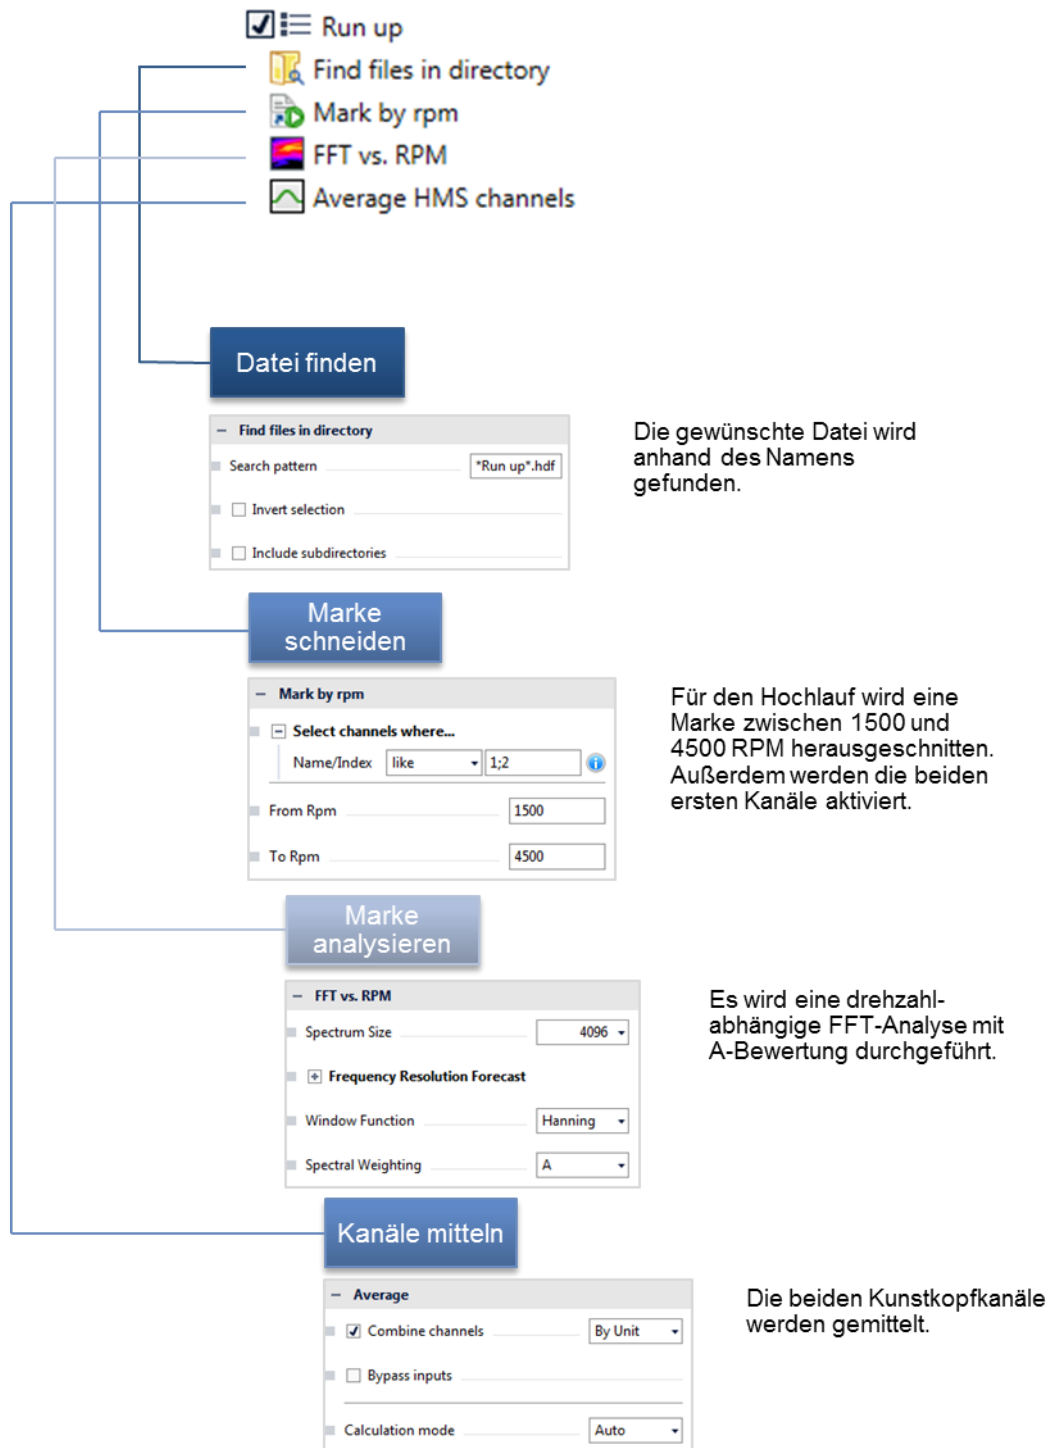 Run up
Find files in directory
Mark by rpm
FFT vs. RPM
Average HMS channels
Datei finden
Find files in directory
Search pattern *Run up*.hdf
Invert selection
Include subdirectories
Die gewünschte Datei wird
anhand des Namens
gefunden.
Marke
schneiden
Mark by rpm
Select channels where...
Name/Index like 1;2
From Rpm 1500
To Rpm 4500
Für den Hochlauf wird eine
Marke zwischen 1500 und
4500 RPM herausgeschnitten.
Außerdem werden die beiden
ersten Kanäle aktiviert.
Marke
analysieren
FFT vs. RPM
Spectrum Size 4096
Frequency Resolution Forecast
Window Function Hanning
Spectral Weighting A
Es wird eine drehzahl-
abhängige FFT-Analyse mit
A-Bewertung durchgeführt.
Kanäle mitteln
Average
Combine channels By Unit
Bypass inputs
Calculation mode Auto
Die beiden Kunstkopfkanäle
werden gemittelt.